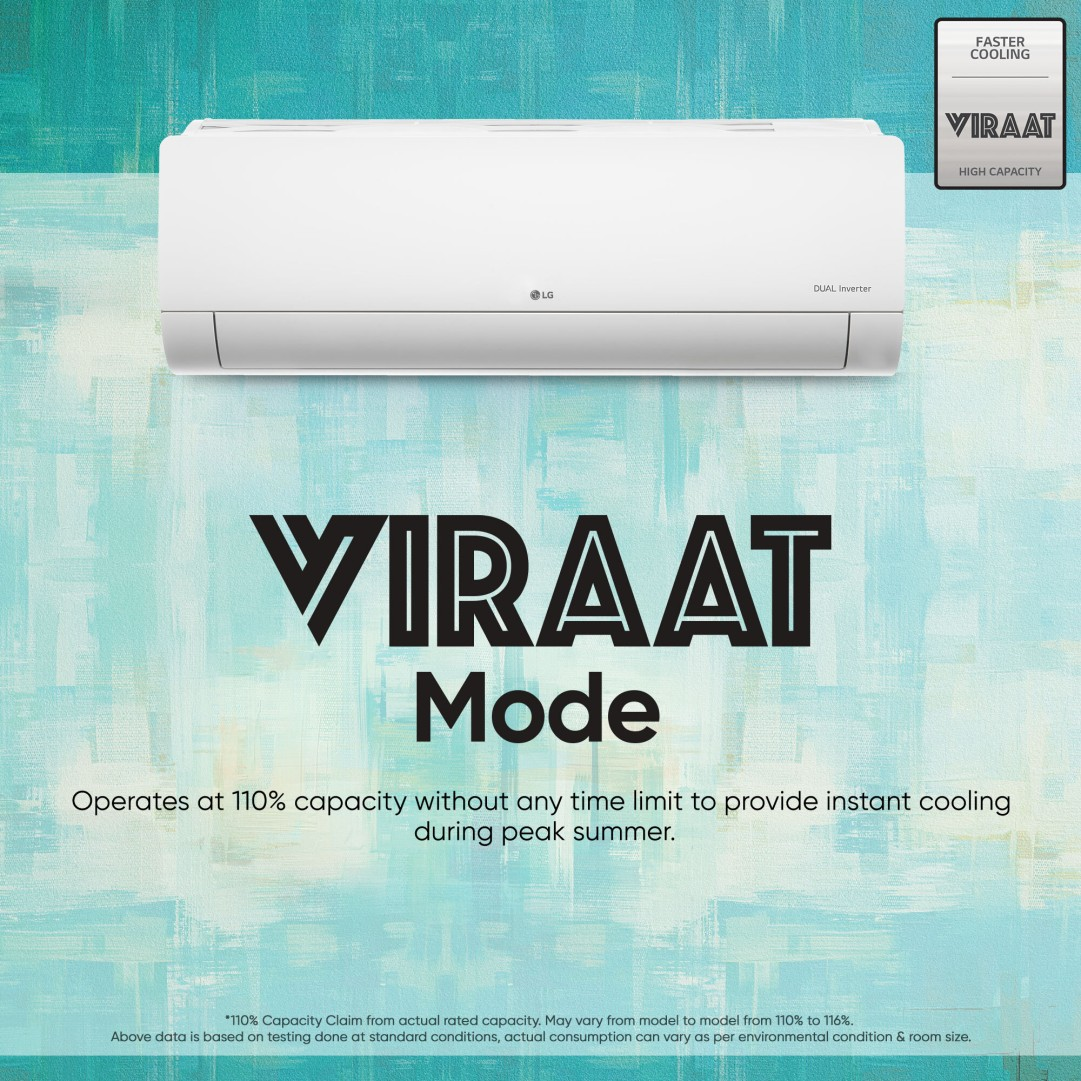 FASTER
COOLING
VIRAAT
HIGH CAPACITY
LG
DUAL Inverter
VIRAAT
Mode
Operates at 110% capacity without any time limit to provide instant cooling
during peak summer.
*110% Capacity Claim from actual rated capacity. May vary from model to model from 110% to 116%.
Above data is based on testing done at standard conditions, actual consumption can vary as per environmental condition & room size.